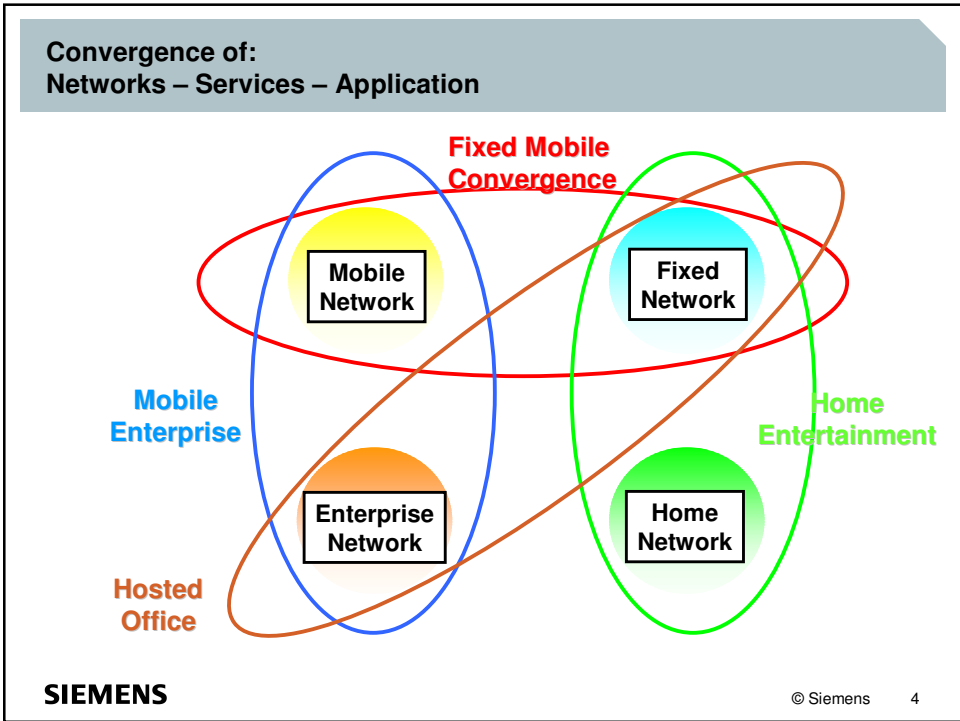 Convergence of:
Networks – Services – Application
Fixed Mobile
Convergence
Mobile
Network
Fixed
Network
Mobile
Enterprise
Home
Entertainment
Enterprise
Network
Home
Network
Hosted
Office
SIEMENS
© Siemens 4